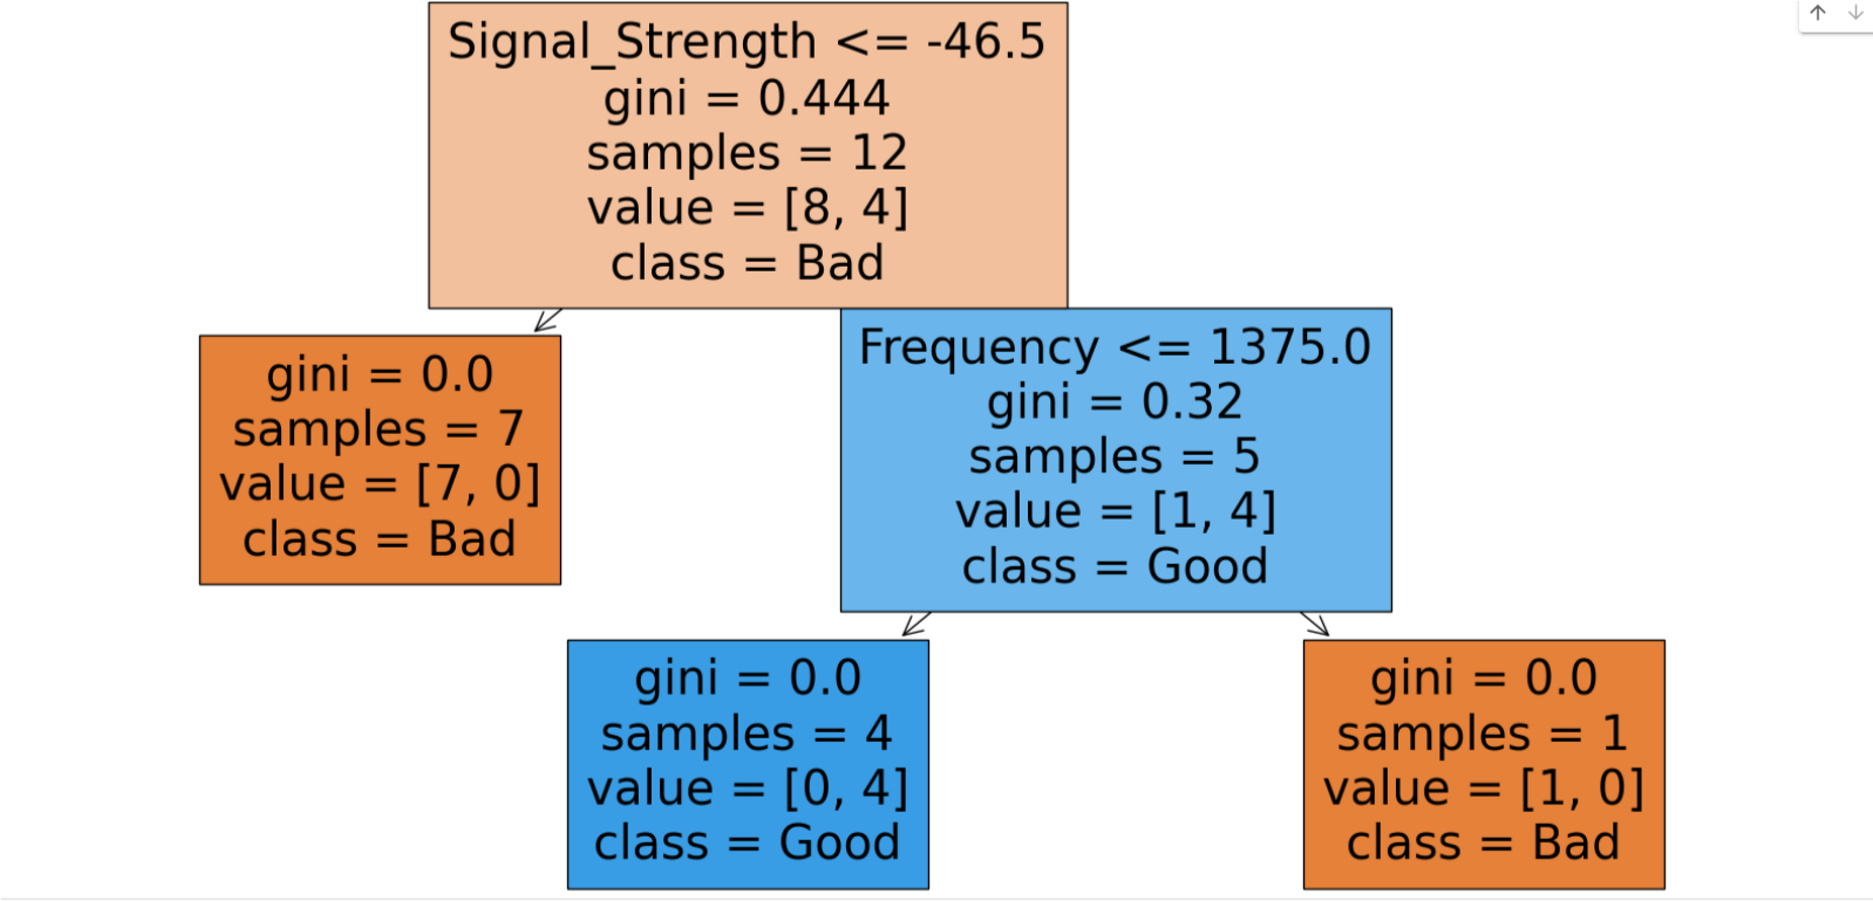 Signal_Strength <= -46.5
gini = 0.444
samples = 12
value = [8, 4]
class = Bad
gini = 0.0
samples = 7
value = [7, 0]
class = Bad
Frequency <= 1375.0
gini = 0.32
samples = 5
value = [1, 4]
class = Good
gini = 0.0
samples = 4
value = [0, 4]
class = Good
gini = 0.0
samples = 1
value = [1, 0]
class = Bad